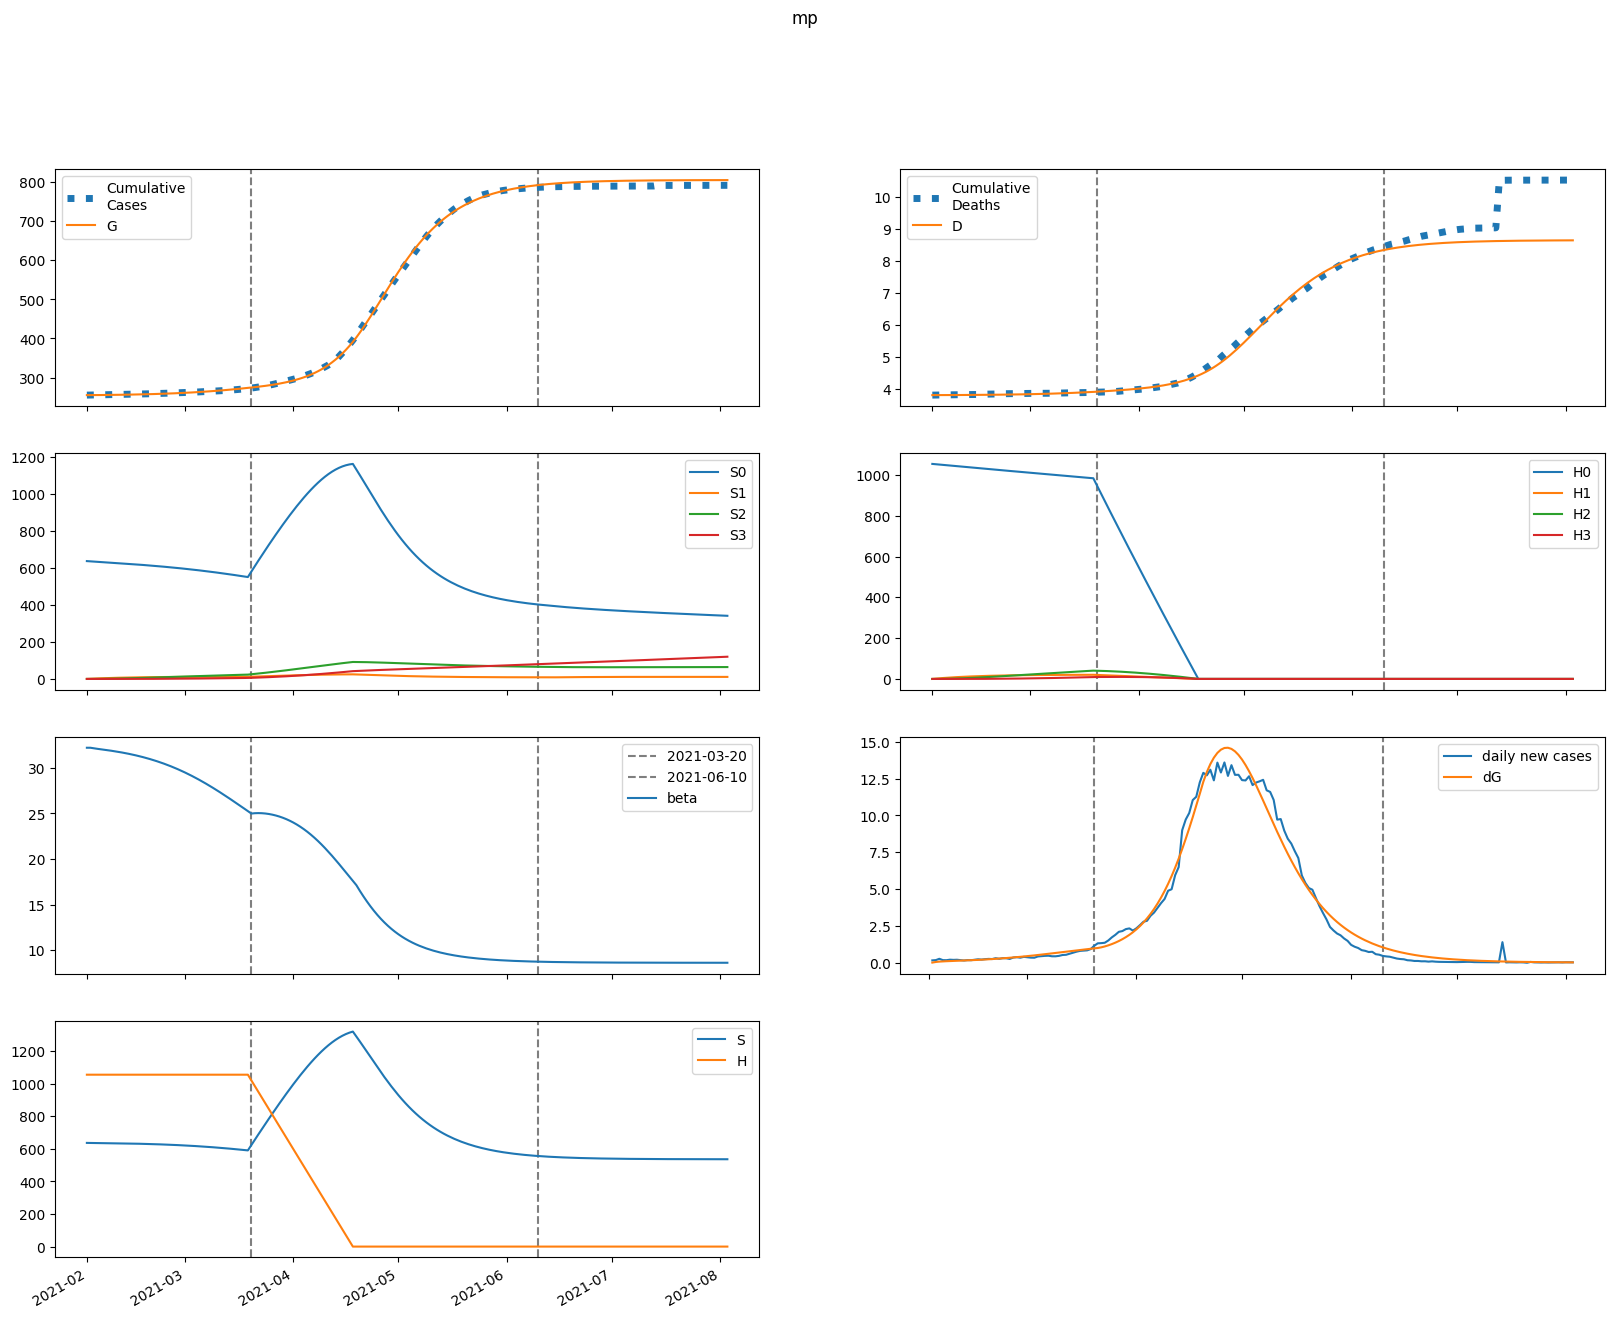 mp
800
700
600
500
400
300
Cumulative
Cases
G
10
9
8
7
6
5
4
Cumulative
Deaths
D
1200
1000
800
600
400
200
0
S0
S1
S2
S3
1000
800
600
400
200
0
H0
H1
H2
H3
30
25
20
15
10
2021-03-20
2021-06-10
beta
15.0
12.5
10.0
7.5
5.0
2.5
0.0
daily new cases
dG
1200
1000
800
600
400
200
0
S
H
2021-02
2021-03
2021-04
2021-05
2021-06
2021-07
2021-08